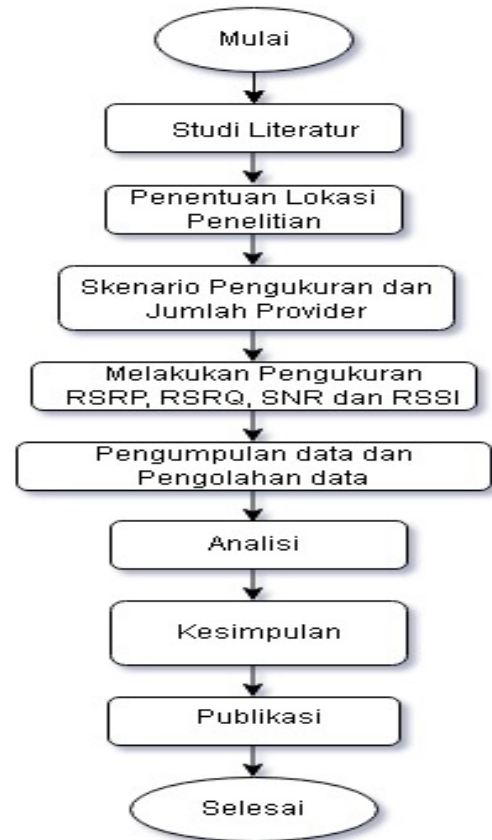 Mulai
Studi Literatur
Penentuan Lokasi
Penelitian
Skenario Pengukuran dan
Jumlah Provider
Melakukan Pengukuran
RSRP, RSRQ, SNR dan RSSI
Pengumpulan data dan
Pengolahan data
Analisi
Kesimpulan
Publikasi
Selesai